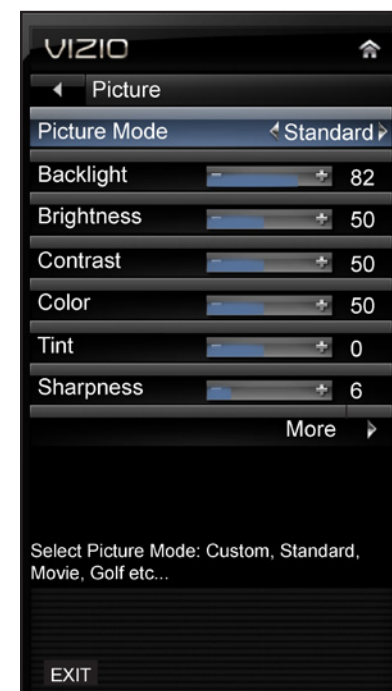 VIZIO
Picture
Picture Mode Standard
Backlight - + 82
Brightness - + 50
Contrast - + 50
Color - + 50
Tint - + 0
Sharpness - + 6
More
Select Picture Mode: Custom, Standard,
Movie, Golf etc...
EXIT